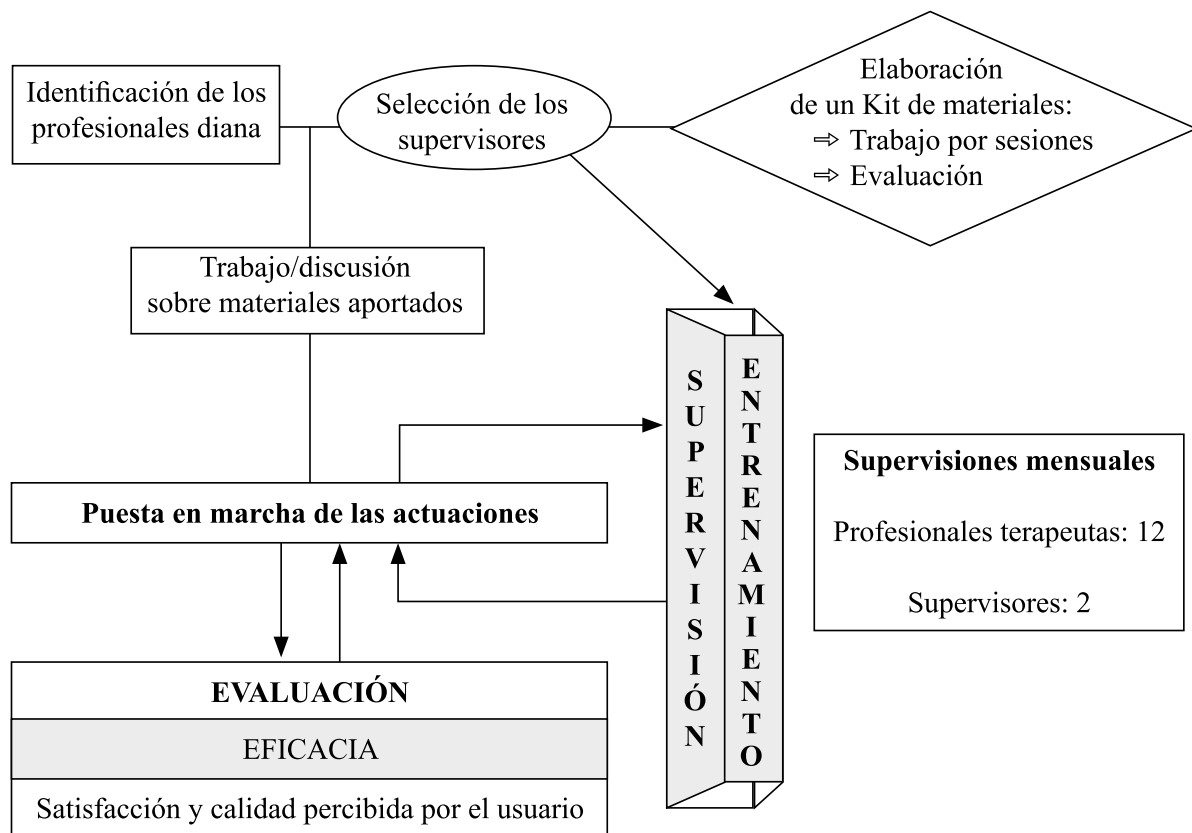 Identificación de los
profesionales diana
Selección de los
supervisores
Elaboración
de un Kit de materiales:
⇨ Trabajo por sesiones
⇨ Evaluación
Trabajo/discusión
sobre materiales aportados
SUPERVISIÓN
ENTRENAMIENTO
Supervisiones mensuales
Profesionales terapeutas: 12
Supervisores: 2
Puesta en marcha de las actuaciones
EVALUACIÓN
EFICACIA
Satisfacción y calidad percibida por el usuario